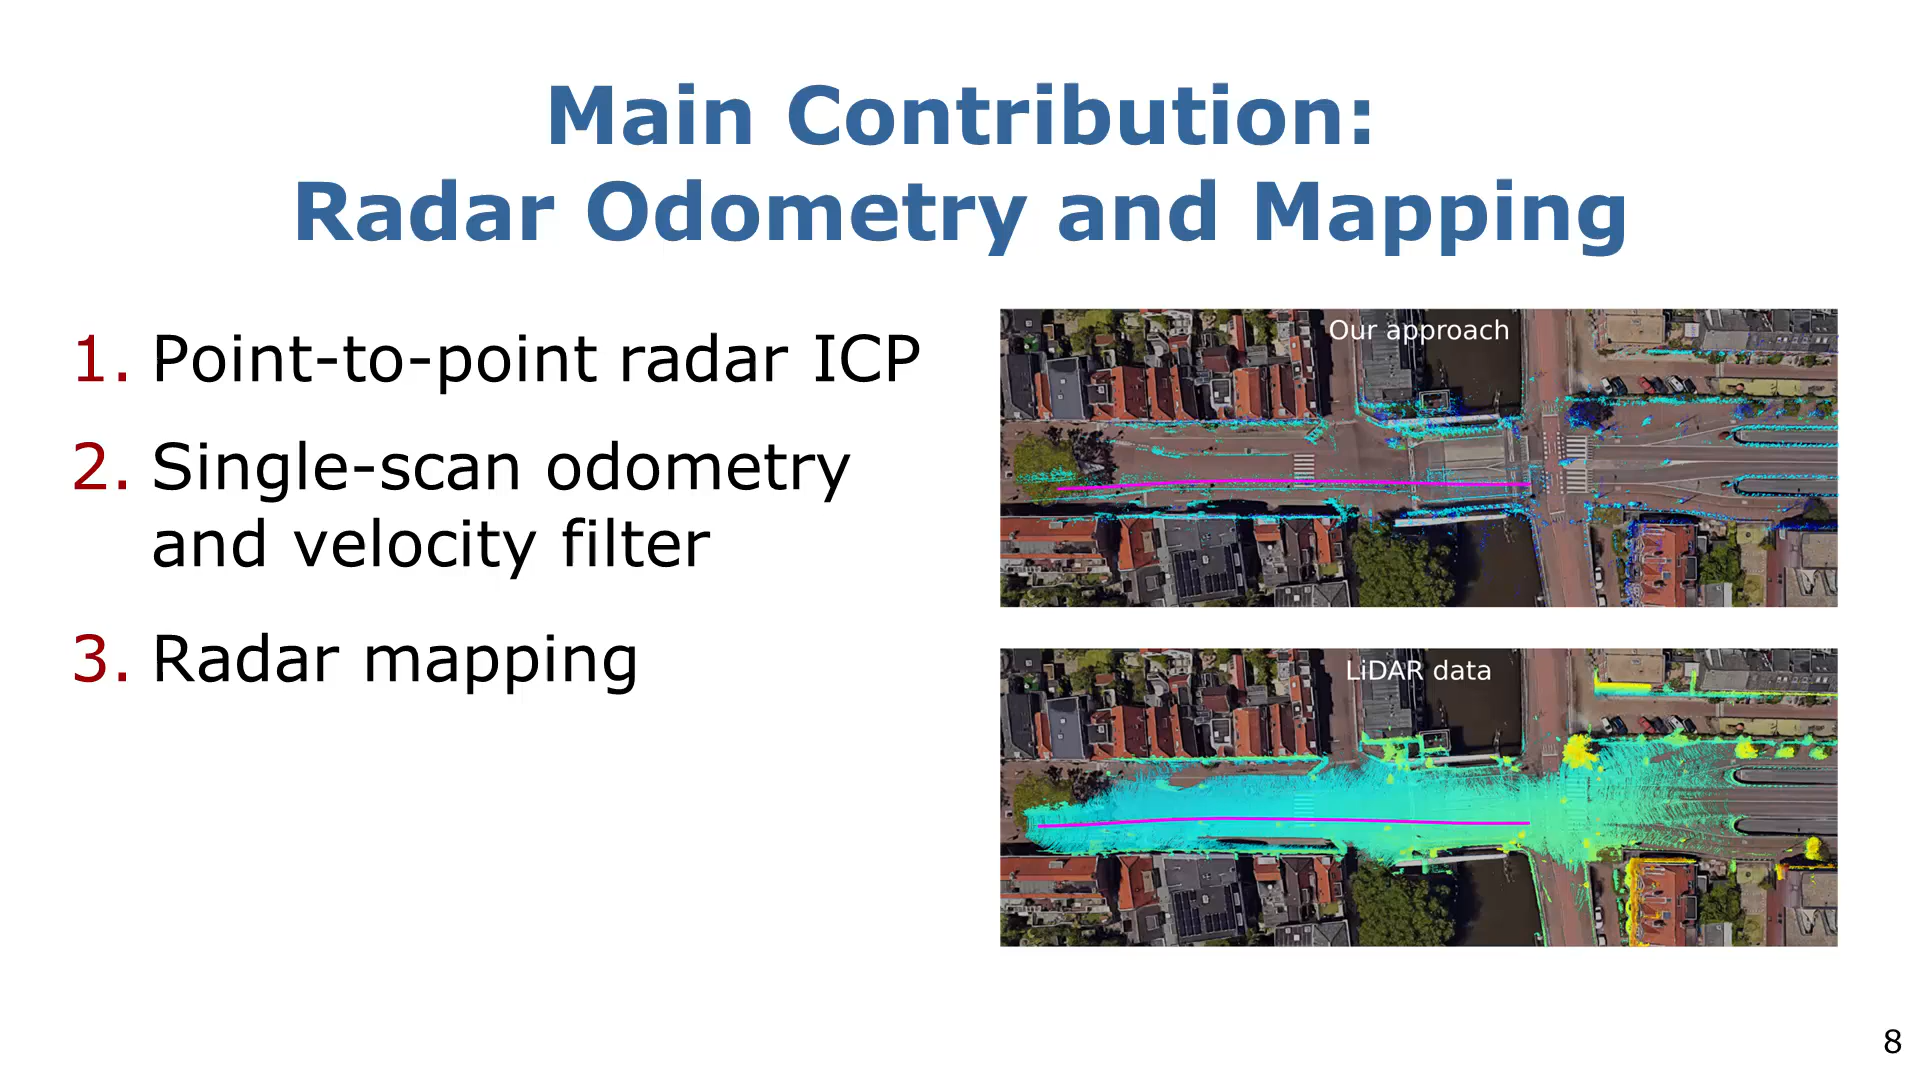 Main Contribution:
Radar Odometry and Mapping
1. Point-to-point radar ICP
2. Single-scan odometry
and velocity filter
3. Radar mapping
Our approach
LiDAR data
8